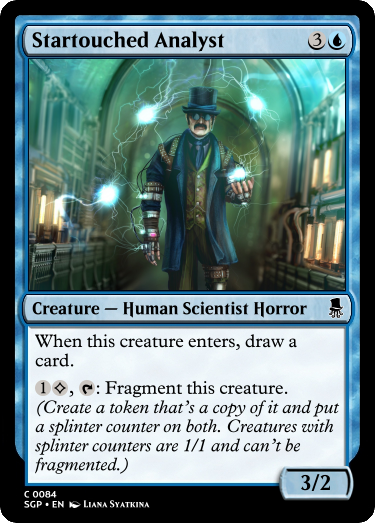 Startouched Analyst 3
Creature — Human Scientist Horror
When this creature enters, draw a
card.
1 , : Fragment this creature.
(Create a token that's a copy of it and put
a splinter counter on both. Creatures with
splinter counters are 1/1 and can't be
fragmented.)
3/2
C 0084
SGP • EN Liana Syatkina